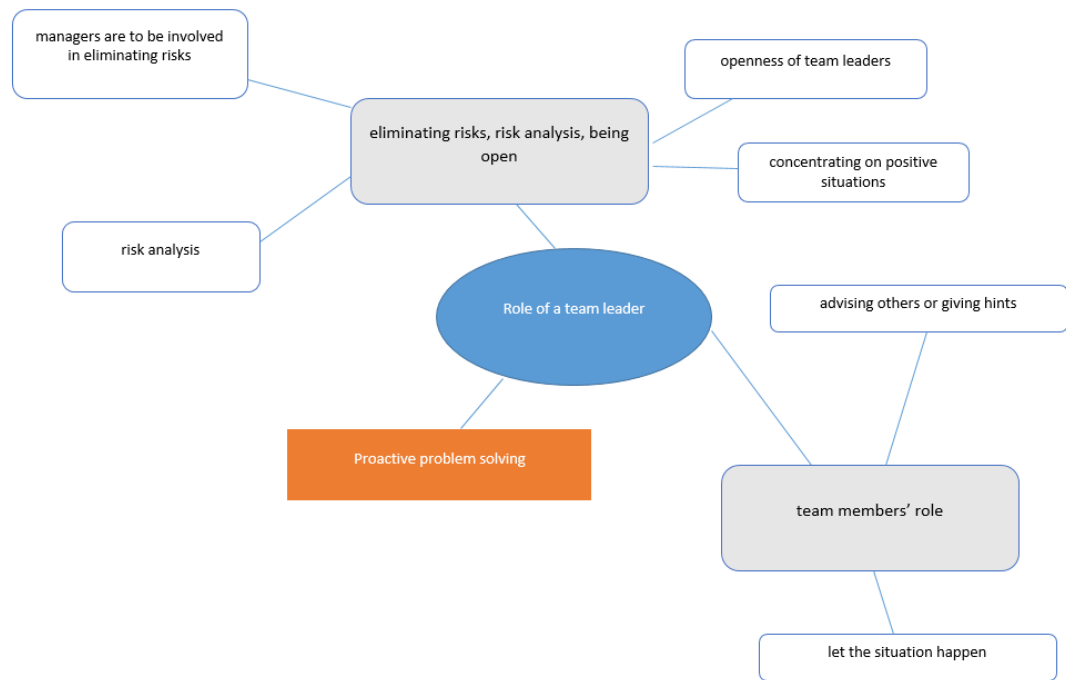 managers are to be involved
in eliminating risks
openness of team leaders
eliminating risks, risk analysis, being
open
concentrating on positive
situations
risk analysis
Role of a team leader
advising others or giving hints
Proactive problem solving
team members’ role
let the situation happen